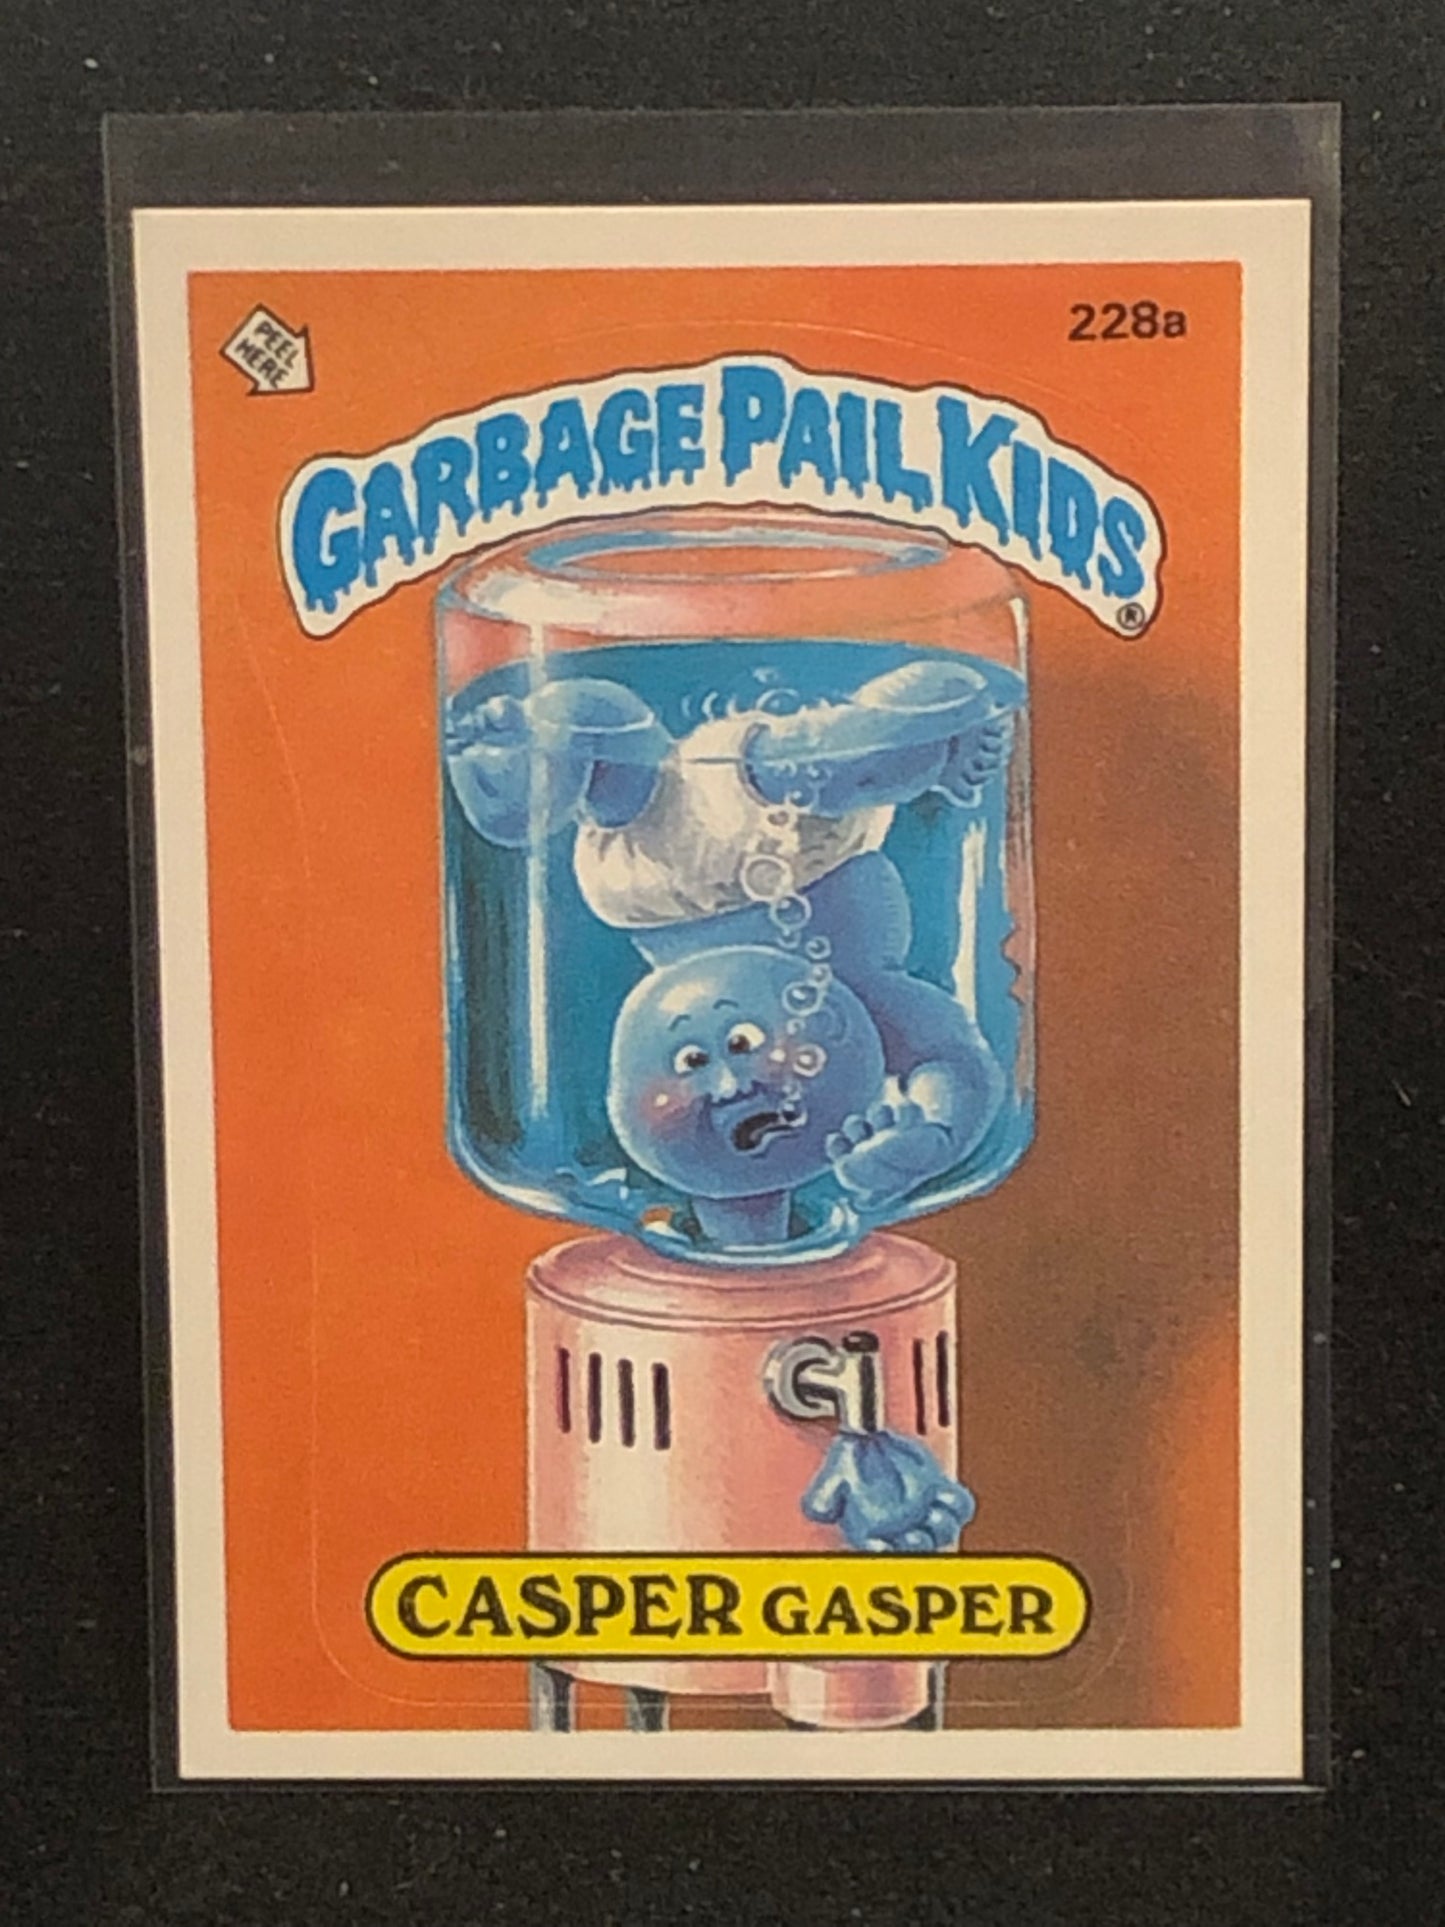 PEEL
HERE
228a
GARBAGE PAIL KIDS
®
CASPER GASPER